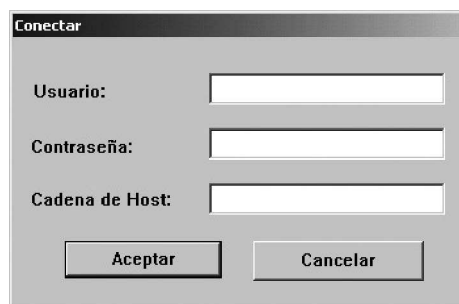 Conectar
Usuario:
Contraseña:
Cadena de Host:
Aceptar Cancelar